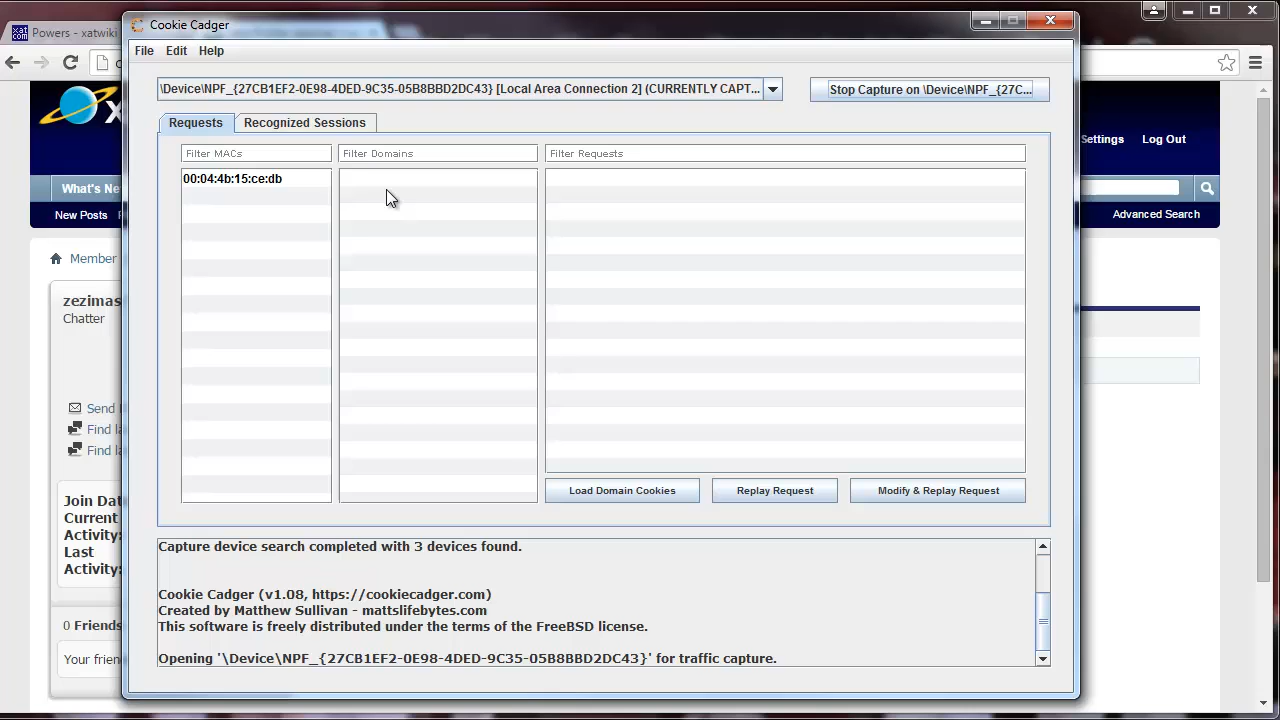 Powers - xatwiki
Cookie Cadger
File Edit Help
\Device\NPF_{27CB1EF2-0E98-4DED-9C35-05B8BBD2DC43} [Local Area Connection 2] (CURRENTLY CAPT...
Stop Capture on \Device\NPF_{27C...
Requests
Recognized Sessions
Filter MACs
Filter Domains
Filter Requests
00:04:4b:15:ce:db
Load Domain Cookies
Replay Request
Modify & Replay Request
Capture device search completed with 3 devices found.
Cookie Cadger (v1.08, https://cookiecadger.com)
Created by Matthew Sullivan - mattslifebytes.com
This software is freely distributed under the terms of the FreeBSD license.
Opening '\Device\NPF_{27CB1EF2-0E98-4DED-9C35-05B8BBD2DC43}' for traffic capture.
Settings
Log Out
What's Ne
New Posts
Advanced Search
Member
zezimas
Chatter
Send
Find la
Find la
Join Dat
Current
Activity:
Last
Activity:
0 Friends
Your frien